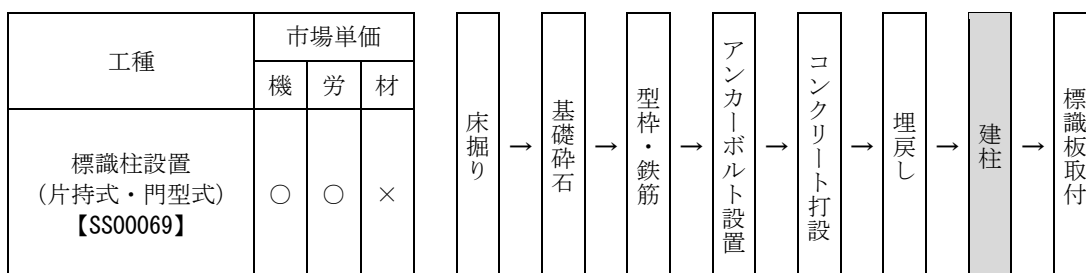 工種
市場単価
機 労 材
標識柱設置
(片持式・門型式)
【SS00069】
○ ○ ×
床掘り
→
基礎砕石
→
型枠・鉄筋
→
アンカーボルト設置
→
コンクリート打設
→
埋戻し
→
建柱
→
標識板取付